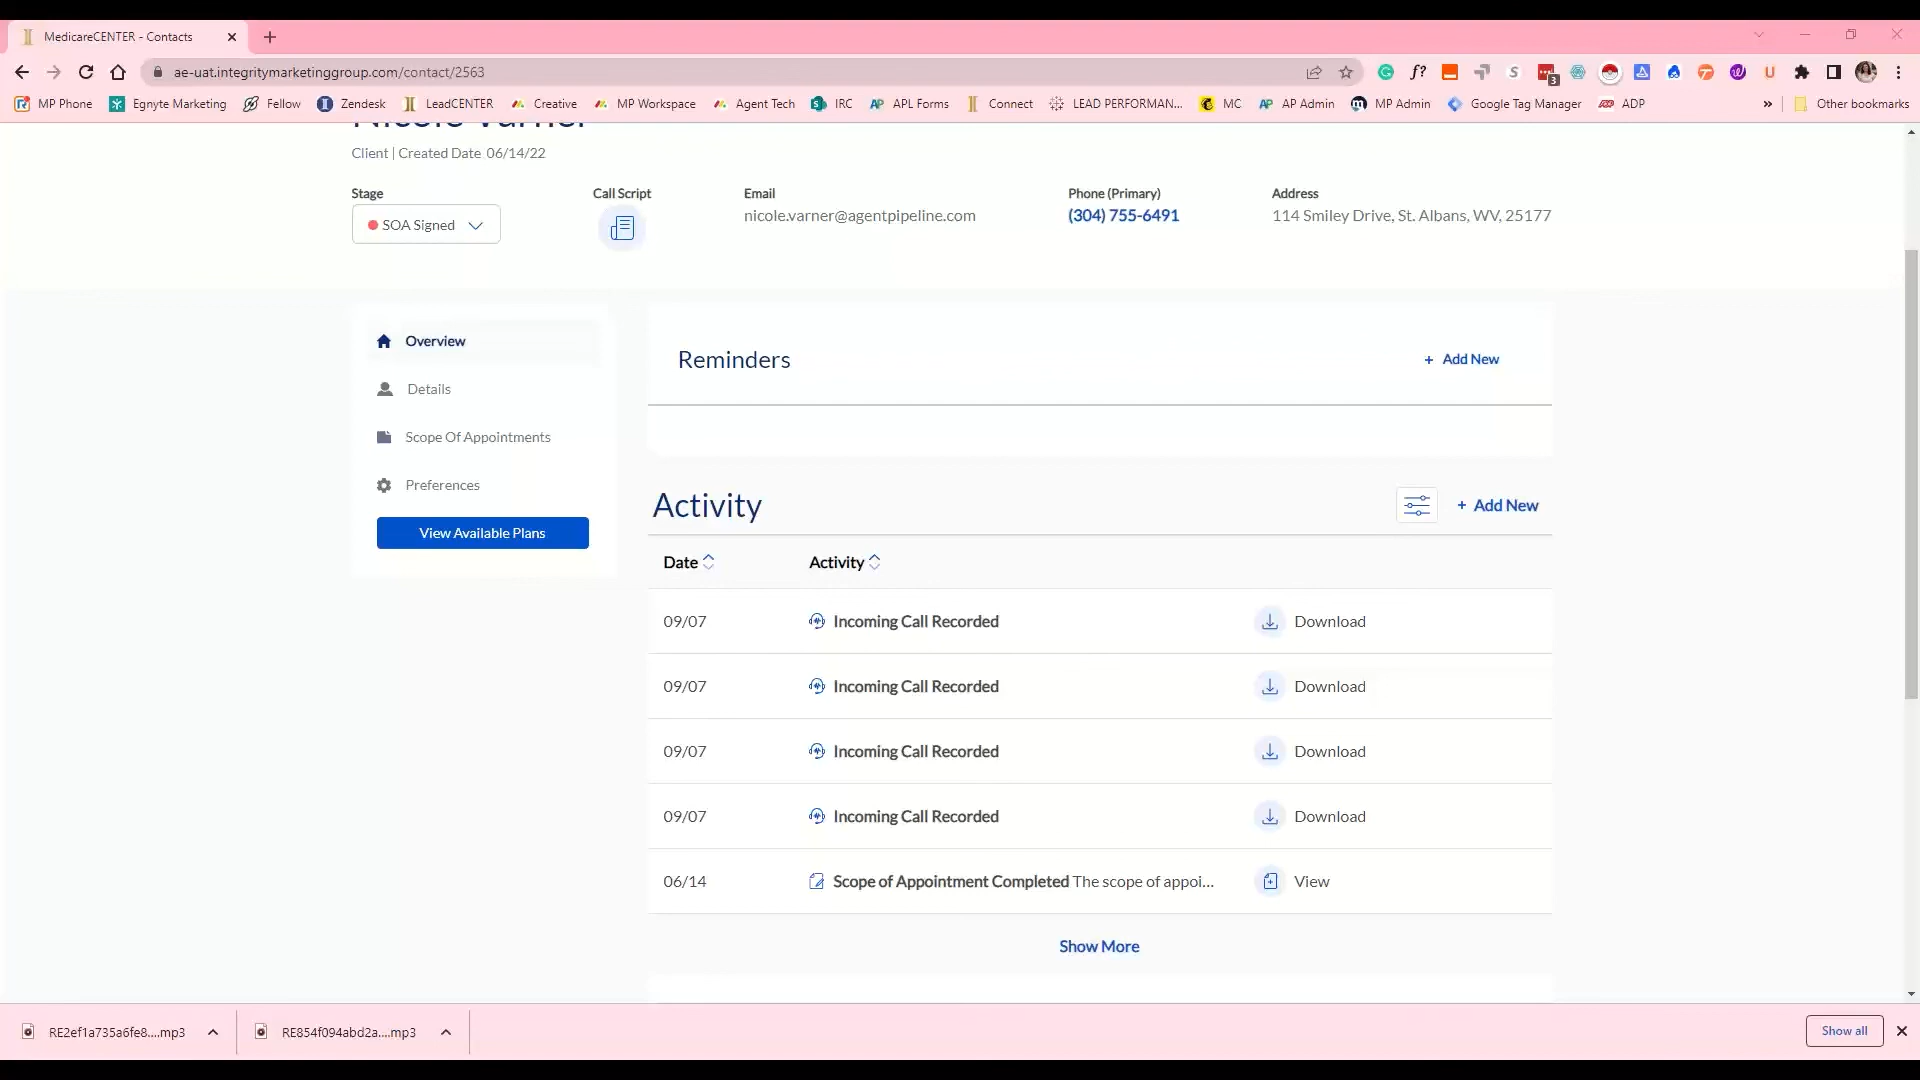 MedicareCENTER - Contacts
ae-uat.integritymarketinggroup.com/contact/2563
3
MP Phone
Egnyte Marketing
Fellow
Zendesk
LeadCENTER
Creative
MP Workspace
Agent Tech
IRC
APL Forms
Connect
LEAD PERFORMAN...
MC
AP Admin
MP Admin
Google Tag Manager
ADP
»
Other bookmarks
Nicole Varner
Client | Created Date 06/14/22
Stage
Call Script
Email
Phone (Primary)
Address
SOA Signed
nicole.varner@agentpipeline.com
(304) 755-6491
114 Smiley Drive, St. Albans, WV, 25177
Overview
Details
Scope Of Appointments
Preferences
View Available Plans
Reminders
+ Add New
Activity
+ Add New
Date
Activity
09/07
Incoming Call Recorded
Download
09/07
Incoming Call Recorded
Download
09/07
Incoming Call Recorded
Download
09/07
Incoming Call Recorded
Download
06/14
Scope of Appointment Completed The scope of appoi...
View
Show More
RE2ef1a735a6fe8....mp3
RE854f094abd2a....mp3
Show all